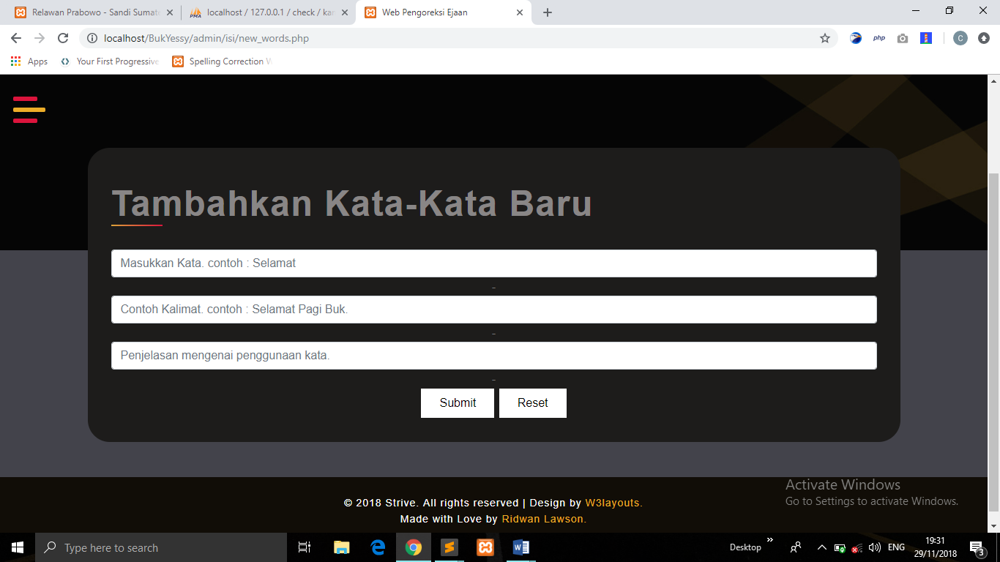 Relawan Prabowo - Sandi Sumat
localhost / 127.0.0.1 / check / kan
Web Pengoreksi Ejaan
localhost/BukYessy/admin/isi/new_words.php
php
C
Apps
Your First Progressive
Spelling Correction W
Tambahkan Kata-Kata Baru
Masukkan Kata. contoh : Selamat
-
Contoh Kalimat. contoh : Selamat Pagi Buk.
-
Penjelasan mengenai penggunaan kata.
-
Submit Reset
Activate Windows
Go to Settings to activate Windows.
© 2018 Strive. All rights reserved | Design by W3layouts.
Made with Love by Ridwan Lawson.
Type here to search
Desktop
ENG
19:31
29/11/2018
3